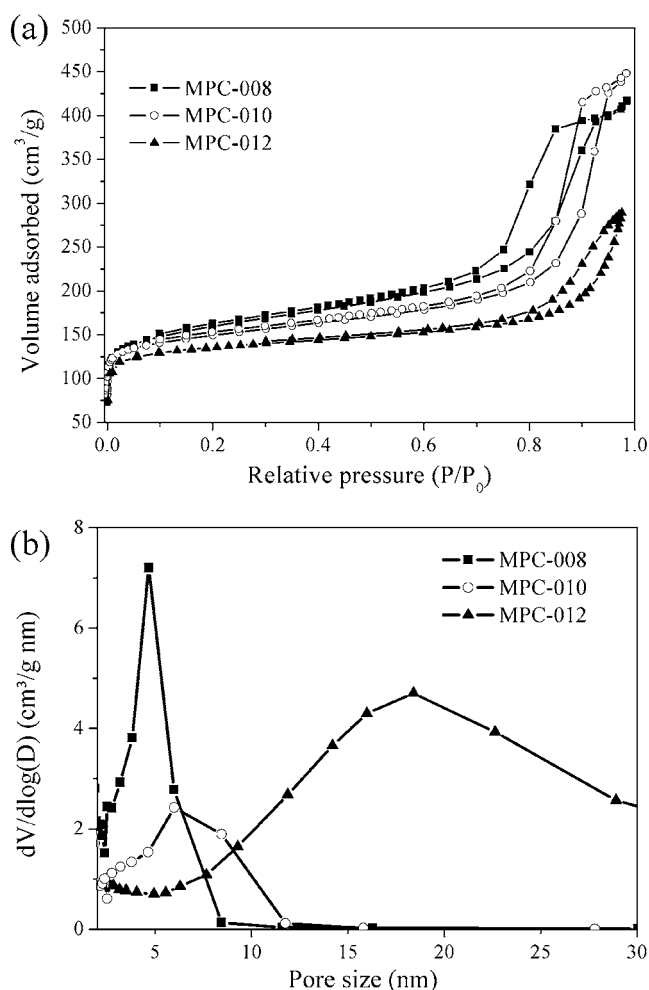 (a)
500
450
400
350
300
250
200
150
100
50
Volume adsorbed (cm³/g)
MPC-008
MPC-010
MPC-012
0.0 0.2 0.4 0.6 0.8 1.0
Relative pressure (P/P₀)
(b)
8
6
4
2
0
dV/dlog(D) (cm³/g nm)
MPC-008
MPC-010
MPC-012
5 10 15 20 25 30
Pore size (nm)